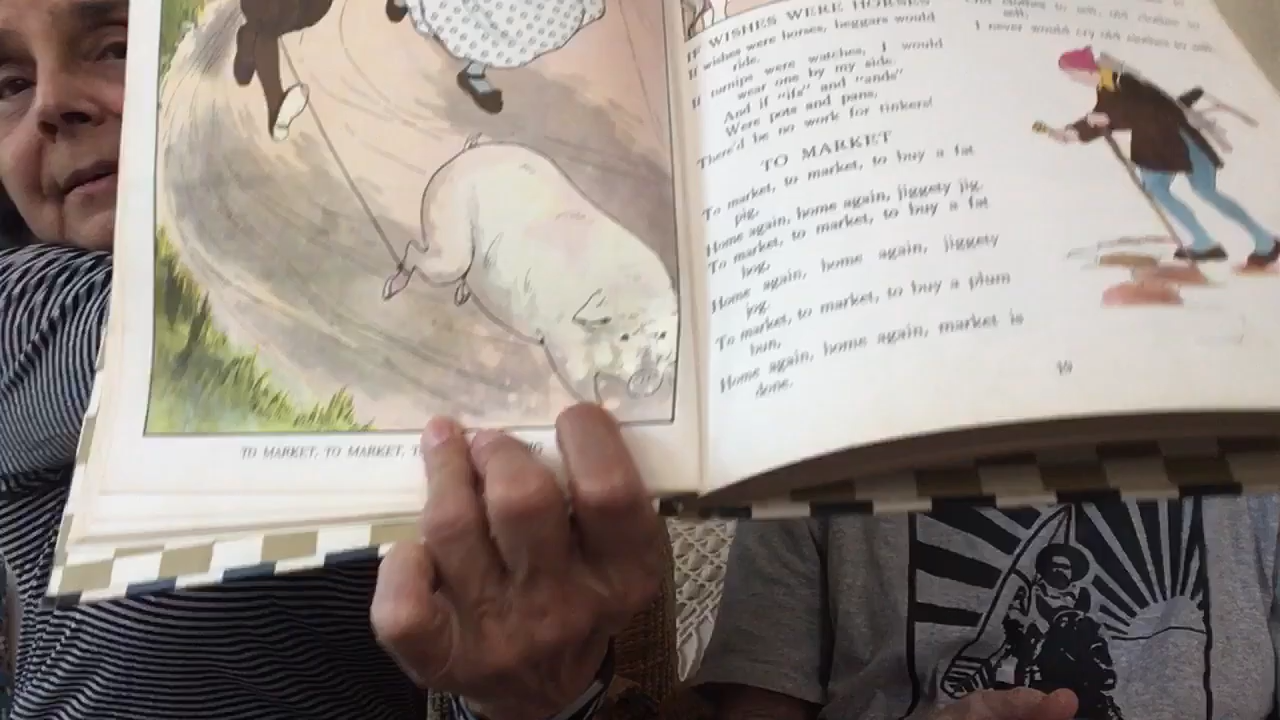 TO MARKET, TO MARKET,
IF WISHES WERE HORSES
If wishes were horses, beggars would
ride.
If turnips were watches, I would
wear one by my side.
And if "ifs" and "ands"
Were pots and pans,
There'd be no work for tinkers!
TO MARKET
To market, to market, to buy a fat
pig,
Home again, home again, jiggety jig.
To market, to market, to buy a fat
hog,
Home again, home again, jiggety
jog.
To market, to market, to buy a plum
bun,
Home again, home again, market is
done.
old clothes to
sell,
I never would cry old clothes to sell.